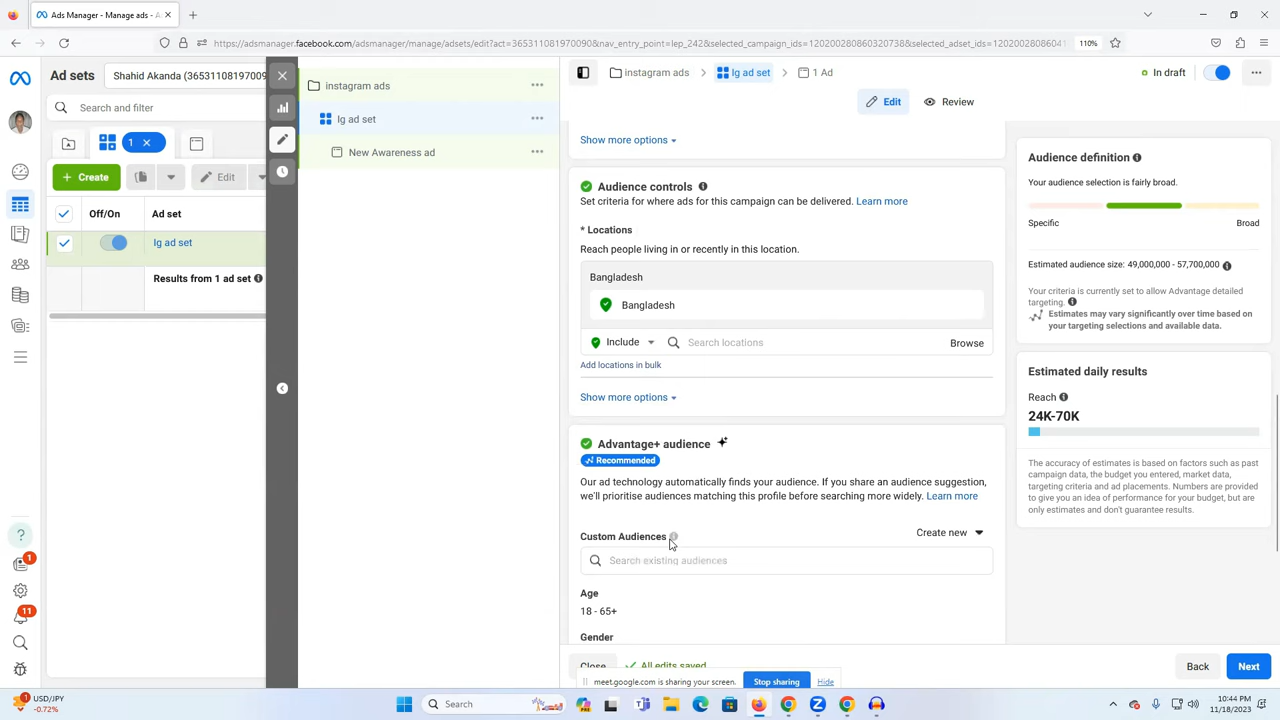 Ads Manager - Manage ads - A
https://adsmanager.facebook.com/adsmanager/manage/adsets/edit?act=365311081970090&nav_entry_point=lep_242&selected_campaign_ids=120200280860320738&selected_adset_ids=1202002808604
110%
Ad sets
Shahid Akanda (36531108197009
Search and filter
1
Create
Edit
Off/On
Ad set
Ig ad set
Results from 1 ad set
instagram ads
Ig ad set
New Awareness ad
instagram ads
Ig ad set
1 Ad
In draft
Edit
Review
Show more options
Audience controls
Set criteria for where ads for this campaign can be delivered. Learn more
* Locations
Reach people living in or recently in this location.
Bangladesh
Bangladesh
Include
Search locations
Browse
Add locations in bulk
Show more options
Advantage+ audience
Recommended
Our ad technology automatically finds your audience. If you share an audience suggestion,
we'll prioritise audiences matching this profile before searching more widely. Learn more
Custom Audiences
Create new
Search existing audiences
Age
18 - 65+
Gender
Close
All edits saved
Back
Next
Audience definition
Your audience selection is fairly broad.
Specific
Broad
Estimated audience size: 49,000,000 - 57,700,000
Your criteria is currently set to allow Advantage detailed
targeting.
Estimates may vary significantly over time based on
your targeting selections and available data.
Estimated daily results
Reach
24K-70K
The accuracy of estimates is based on factors such as past
campaign data, the budget you entered, market data,
targeting criteria and ad placements. Numbers are provided
to give you an idea of performance for your budget, but are
only estimates and don't guarantee results.
1
11
meet.google.com is sharing your screen.
Stop sharing
Hide
1
USD/JPY
-0.72%
Search
10:44 PM
11/18/2023